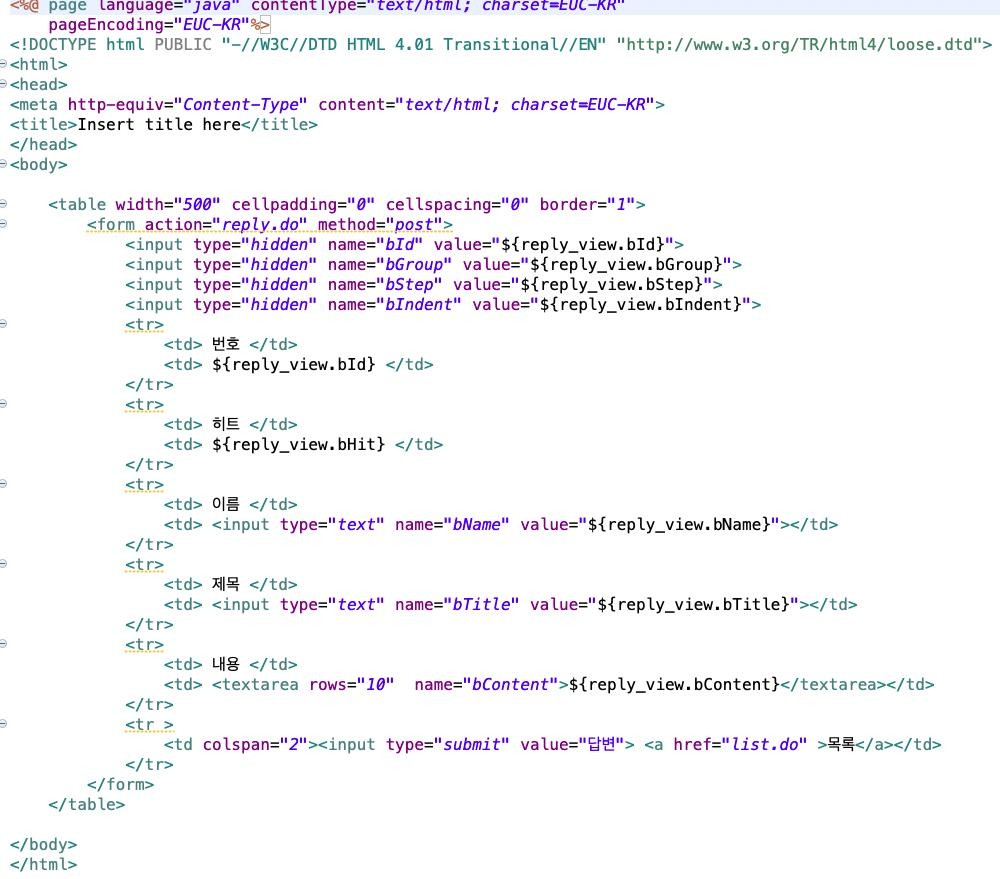 <%@ page language="java" contentType="text/html; charset=EUC-KR"
    pageEncoding="EUC-KR"%>
<!DOCTYPE html PUBLIC "-//W3C//DTD HTML 4.01 Transitional//EN" "http://www.w3.org/TR/html4/loose.dtd">
<html>
<head>
<meta http-equiv="Content-Type" content="text/html; charset=EUC-KR">
<title>Insert title here</title>
</head>
<body>
    <table width="500" cellpadding="0" cellspacing="0" border="1">
        <form action="reply.do" method="post">
            <input type="hidden" name="bId" value="${reply_view.bId}">
            <input type="hidden" name="bGroup" value="${reply_view.bGroup}">
            <input type="hidden" name="bStep" value="${reply_view.bStep}">
            <input type="hidden" name="bIndent" value="${reply_view.bIndent}">
            <tr>
                <td> 번호 </td>
                <td> ${reply_view.bId} </td>
            </tr>
            <tr>
                <td> 히트 </td>
                <td> ${reply_view.bHit} </td>
            </tr>
            <tr>
                <td> 이름 </td>
                <td> <input type="text" name="bName" value="${reply_view.bName}"></td>
            </tr>
            <tr>
                <td> 제목 </td>
                <td> <input type="text" name="bTitle" value="${reply_view.bTitle}"></td>
            </tr>
            <tr>
                <td> 내용 </td>
                <td> <textarea rows="10"  name="bContent">${reply_view.bContent}</textarea></td>
            </tr>
            <tr >
                <td colspan="2"><input type="submit" value="답변"> <a href="list.do" >목록</a></td>
            </tr>
        </form>
    </table>
</body>
</html>